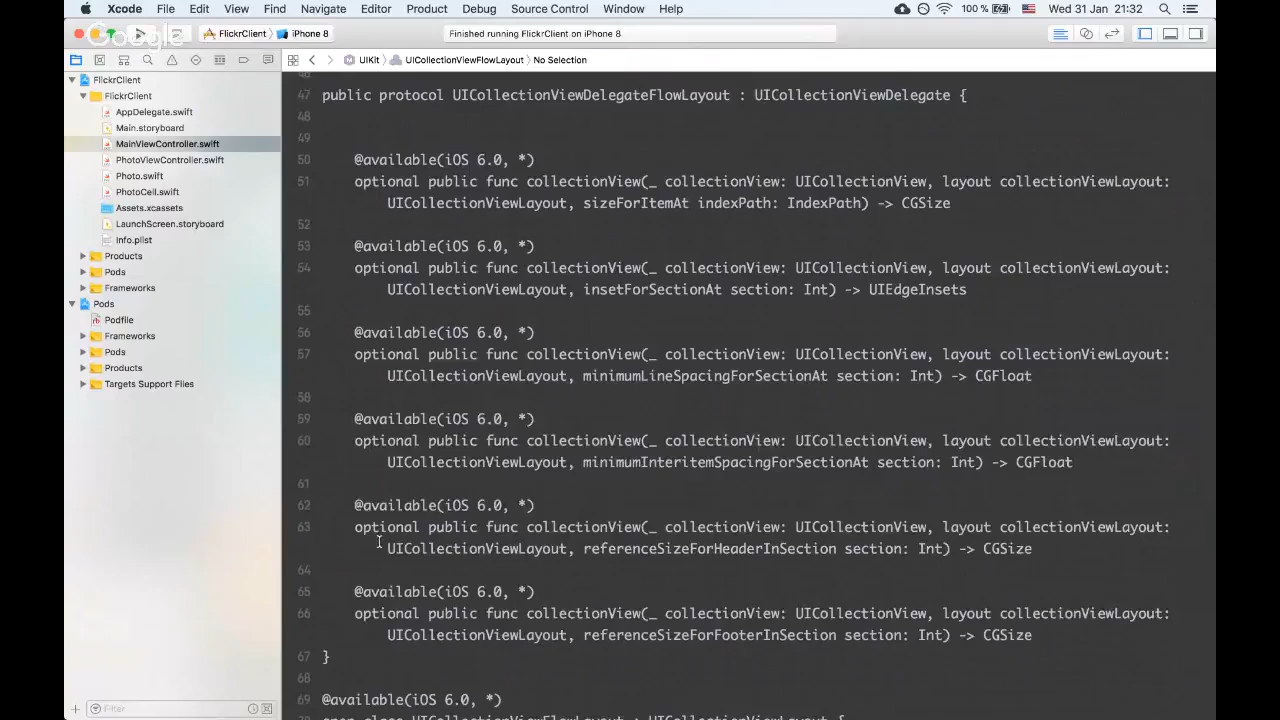 Xcode File Edit View Find Navigate Editor Product Debug Source Control Window Help 100 % Wed 31 Jan 21:32
Google
FlickrClient iPhone 8 Finished running FlickrClient on iPhone 8
UIKit UICollectionViewFlowLayout No Selection
FlickrClient
FlickrClient
AppDelegate.swift
Main.storyboard
MainViewController.swift
PhotoViewController.swift
Photo.swift
PhotoCell.swift
Assets.xcassets
LaunchScreen.storyboard
Info.plist
Products
Pods
Frameworks
Pods
Podfile
Frameworks
Pods
Products
Targets Support Files
Filter
46
47 public protocol UICollectionViewDelegateFlowLayout : UICollectionViewDelegate {
48
49
50 @available(iOS 6.0, *)
51 optional public func collectionView(_ collectionView: UICollectionView, layout collectionViewLayout:
UICollectionViewLayout, sizeForItemAt indexPath: IndexPath) -> CGSize
52
53 @available(iOS 6.0, *)
54 optional public func collectionView(_ collectionView: UICollectionView, layout collectionViewLayout:
UICollectionViewLayout, insetForSectionAt section: Int) -> UIEdgeInsets
55
56 @available(iOS 6.0, *)
57 optional public func collectionView(_ collectionView: UICollectionView, layout collectionViewLayout:
UICollectionViewLayout, minimumLineSpacingForSectionAt section: Int) -> CGFloat
58
59 @available(iOS 6.0, *)
60 optional public func collectionView(_ collectionView: UICollectionView, layout collectionViewLayout:
UICollectionViewLayout, minimumInteritemSpacingForSectionAt section: Int) -> CGFloat
61
62 @available(iOS 6.0, *)
63 optional public func collectionView(_ collectionView: UICollectionView, layout collectionViewLayout:
UICollectionViewLayout, referenceSizeForHeaderInSection section: Int) -> CGSize
64
65 @available(iOS 6.0, *)
66 optional public func collectionView(_ collectionView: UICollectionView, layout collectionViewLayout:
UICollectionViewLayout, referenceSizeForFooterInSection section: Int) -> CGSize
67 }
68
69 @available(iOS 6.0, *)
open class UICollectionViewFlowLayout : UICollectionViewLayout {